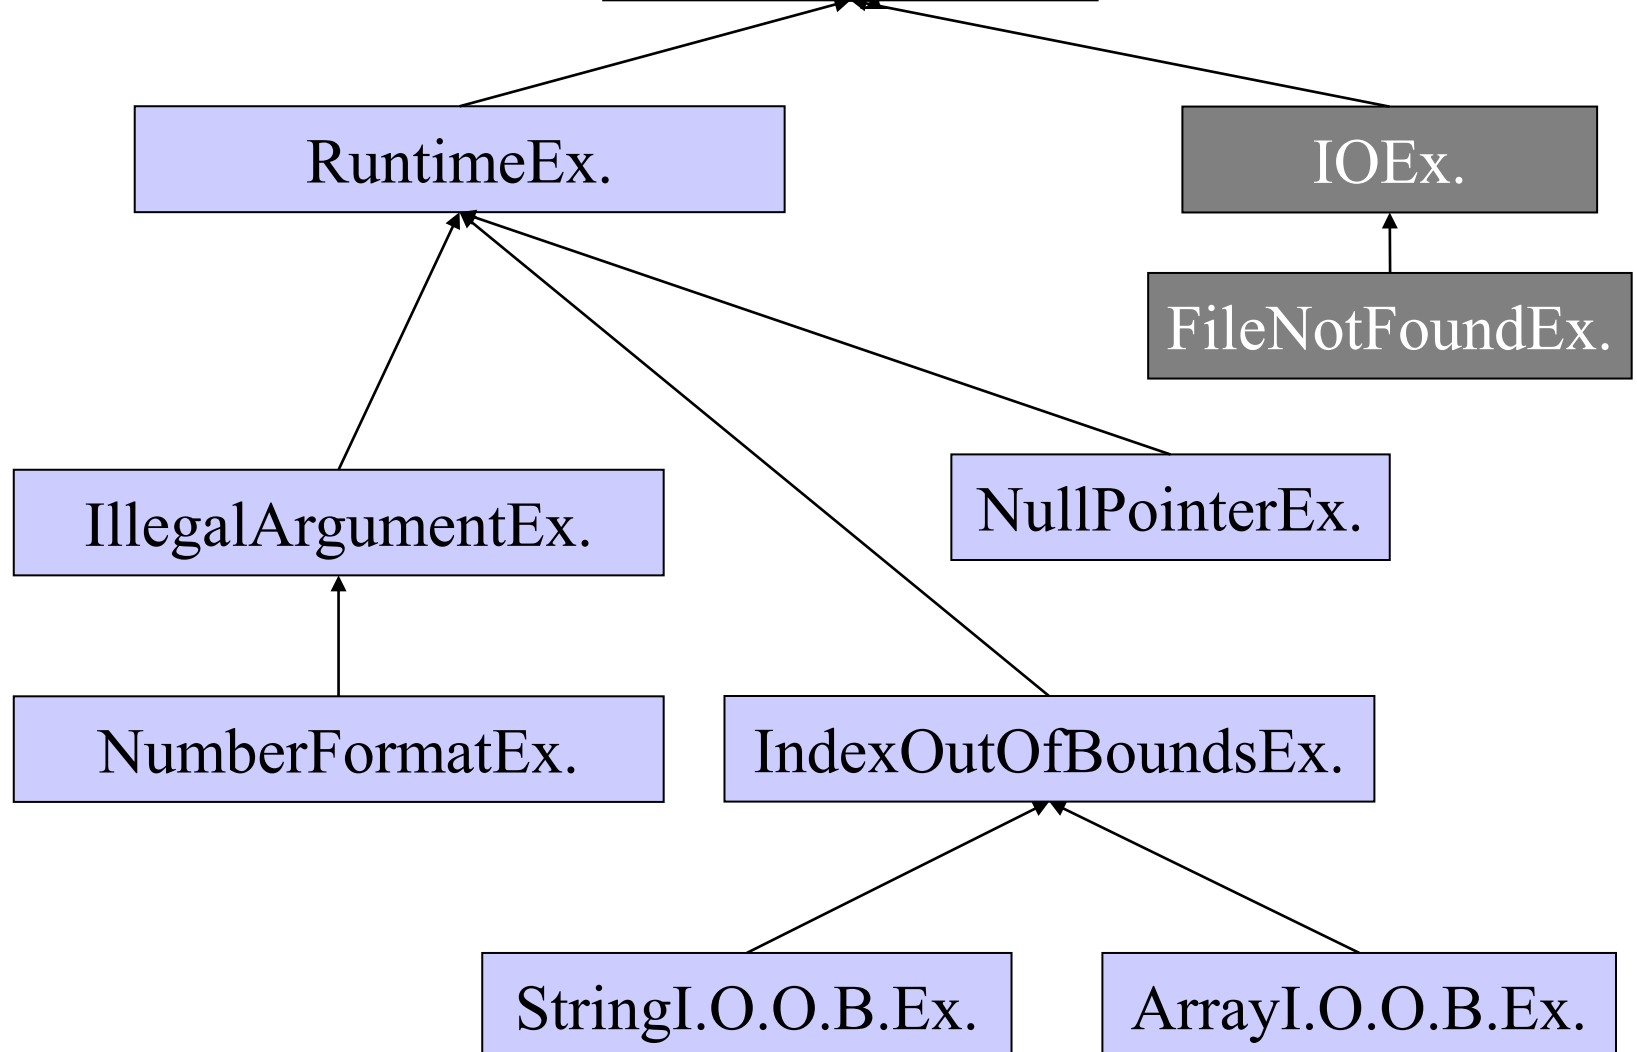 RuntimeEx.
IOEx.
FileNotFoundEx.
IllegalArgumentEx.
NullPointerEx.
NumberFormatEx.
IndexOutOfBoundsEx.
StringI.O.O.B.Ex.
ArrayI.O.O.B.Ex.